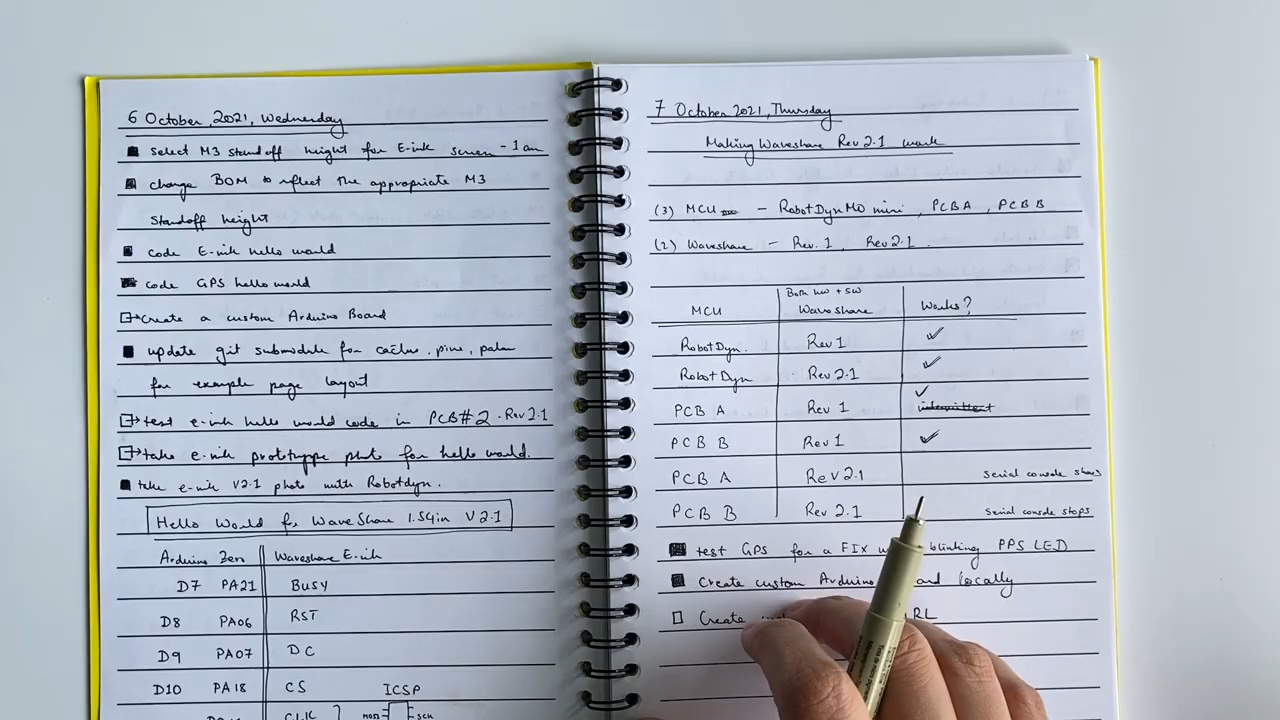 6 October, 2021, Wednesday
select M3 standoff height for E-ink screen - 1 cm
change BOM to reflect the appropriate M3
Standoff height
code E-ink hello world
code GPS hello world
Create a custom Arduino Board
update git submodule for cactus, pine, palm
for example page layout
test e-ink hello world code in PCB#2 - Rev 2.1
take e-ink prototype photo for hello world.
take e-ink V2.1 photo with Robotdyn.
Hello World for WaveShare 1.54in V2.1
Arduino Zero Waveshare E-ink
D7 PA21 BUSY
D8 PA06 RST
D9 PA07 DC
D10 PA18 CS
ICSP
CLK
MOSI SCK
7 October 2021, Thursday
Making Waveshare Rev 2.1 work
(3) MCU - RobotDyn M0 mini, PCB A, PCB B
(2) Waveshare - Rev. 1, Rev 2.1
Both HW + SW
MCU Waveshare Works?
RobotDyn. Rev 1 ✓
RobotDyn Rev 2.1 ✓
PCB A Rev 1 ✓ intermittent
PCB B Rev 1 ✓
PCB A Rev 2.1 Serial console
PCB B Rev 2.1 Serial console stops
test GPS for a FIX blinking PPS LED
Create custom Arduino locally
Create RL